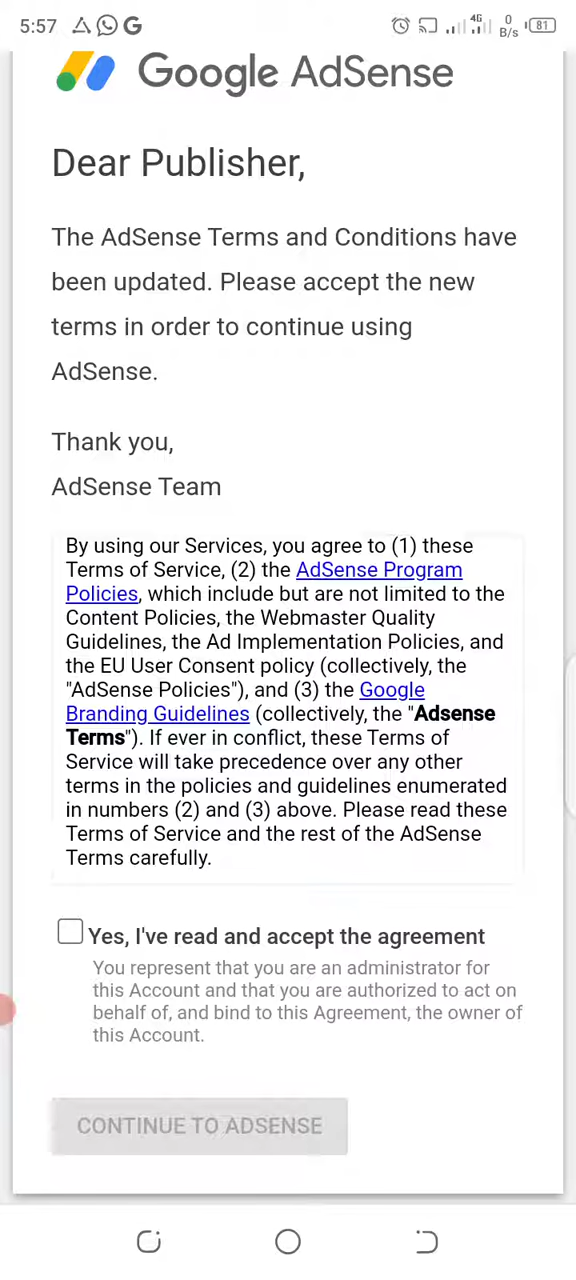 5:57 G 4G 0 B/s 81
Google AdSense
Dear Publisher,
The AdSense Terms and Conditions have
been updated. Please accept the new
terms in order to continue using
AdSense.
Thank you,
AdSense Team
By using our Services, you agree to (1) these
Terms of Service, (2) the AdSense Program
Policies, which include but are not limited to the
Content Policies, the Webmaster Quality
Guidelines, the Ad Implementation Policies, and
the EU User Consent policy (collectively, the
"AdSense Policies"), and (3) the Google
Branding Guidelines (collectively, the "Adsense
Terms"). If ever in conflict, these Terms of
Service will take precedence over any other
terms in the policies and guidelines enumerated
in numbers (2) and (3) above. Please read these
Terms of Service and the rest of the AdSense
Terms carefully.
Yes, I've read and accept the agreement
You represent that you are an administrator for
this Account and that you are authorized to act on
behalf of, and bind to this Agreement, the owner of
this Account.
CONTINUE TO ADSENSE